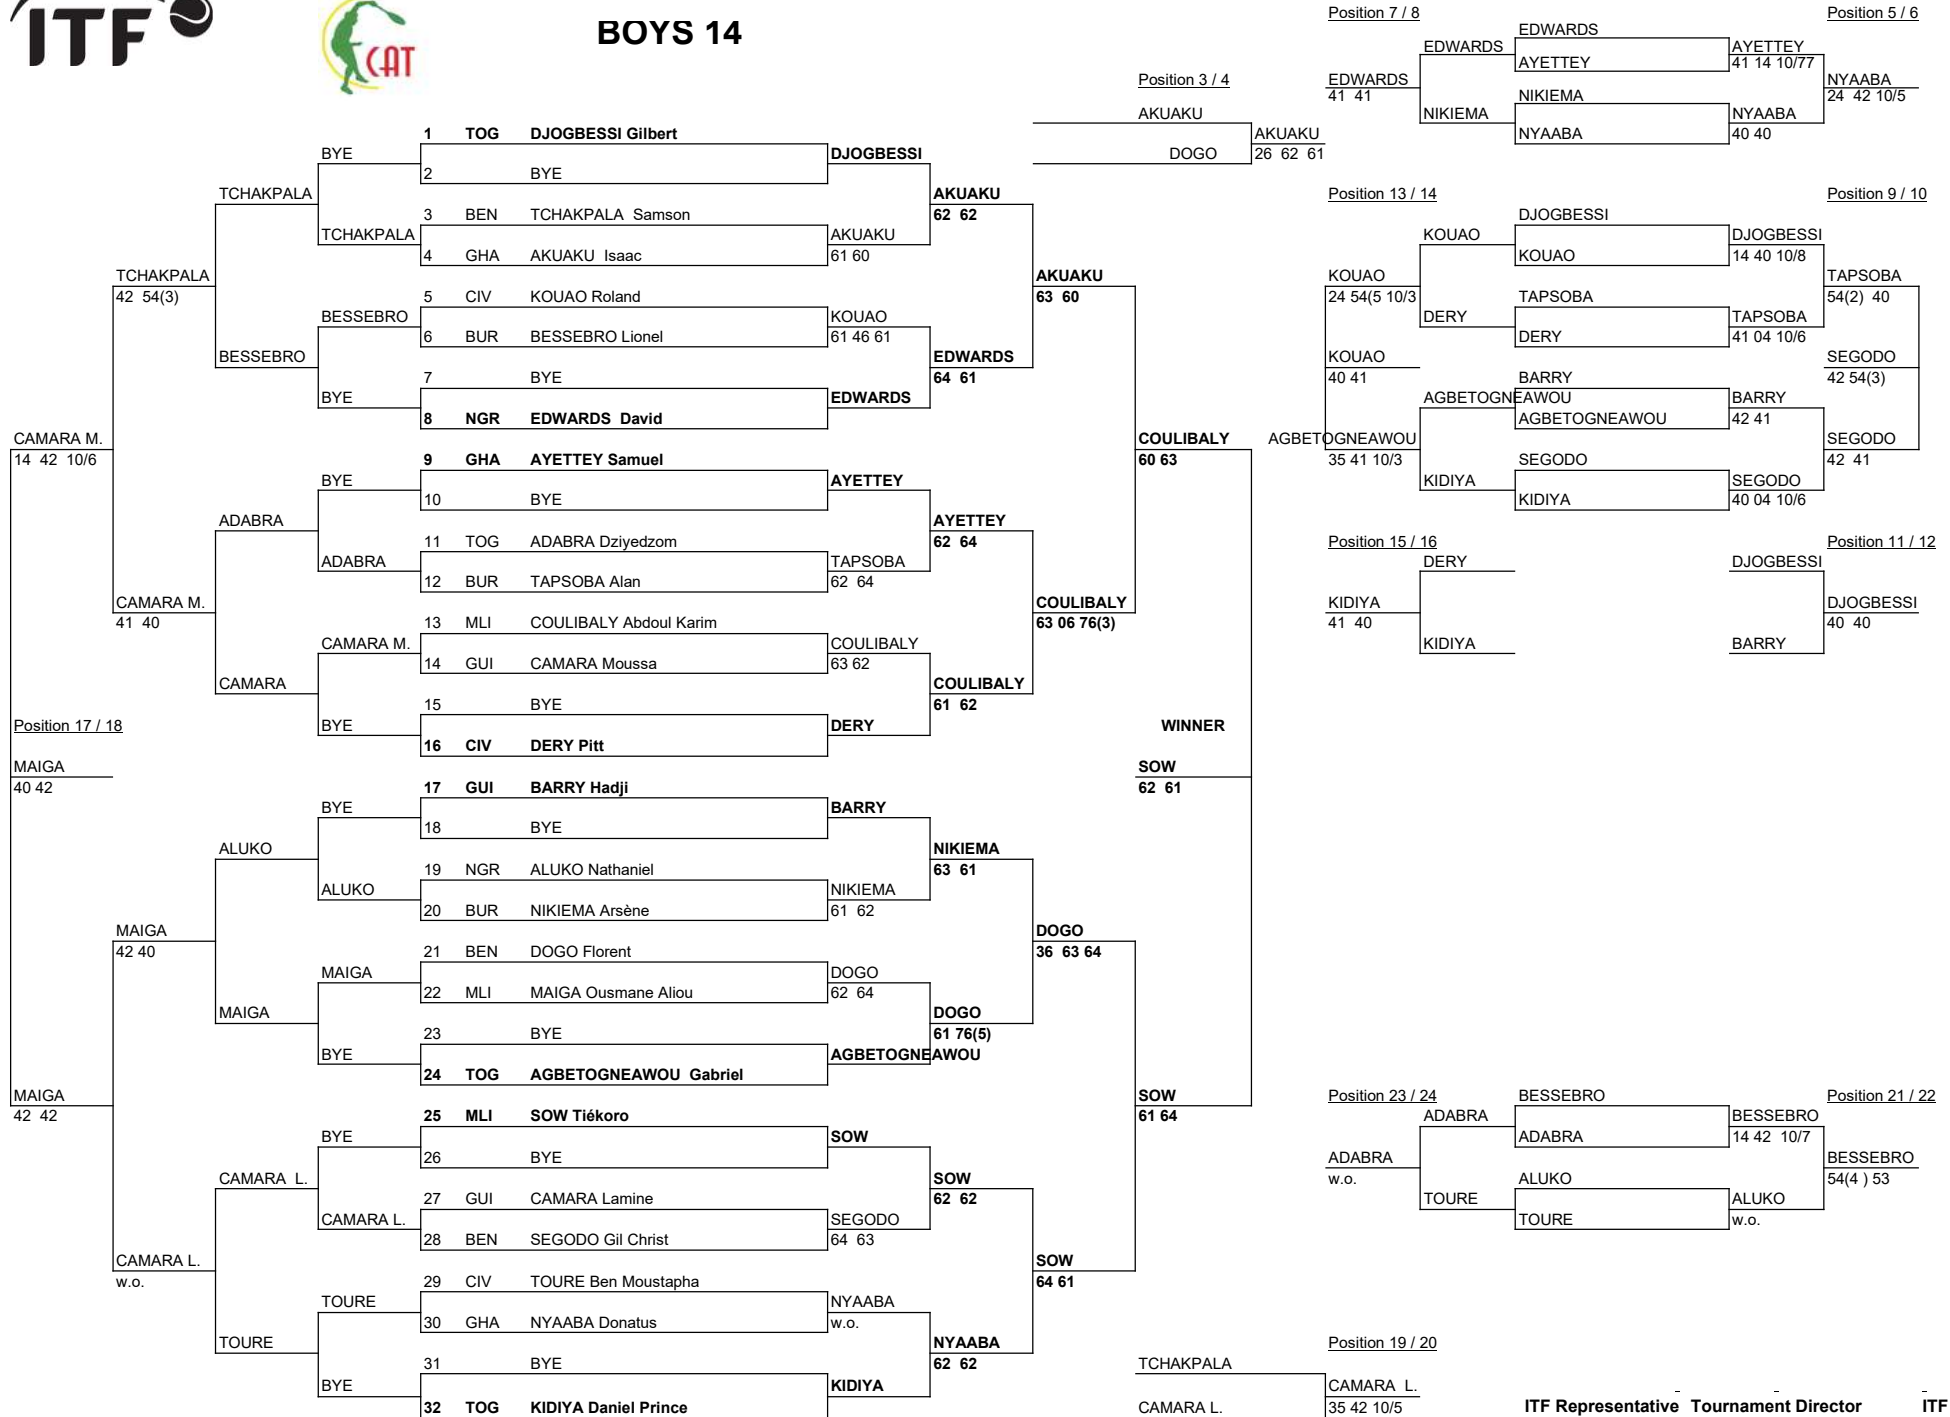 ITF
CAT
BOYS 14
Position 3 / 4
AKUAKU
DOGO
AKUAKU
26 62 61
Position 7 / 8
EDWARDS
41 41
EDWARDS
NIKIEMA
EDWARDS
AYETTEY
NIKIEMA
NYAABA
Position 5 / 6
AYETTEY
41 14 10/77
NYAABA
40 40
NYAABA
24 42 10/5
1 TOG DJOGBESSI Gilbert
2 BYE
3 BEN TCHAKPALA Samson
4 GHA AKUAKU Isaac
5 CIV KOUAO Roland
6 BUR BESSEBRO Lionel
7 BYE
8 NGR EDWARDS David
9 GHA AYETTEY Samuel
10 BYE
11 TOG ADABRA Dziyedzom
12 BUR TAPSOBA Alan
13 MLI COULIBALY Abdoul Karim
14 GUI CAMARA Moussa
15 BYE
16 CIV DERY Pitt
17 GUI BARRY Hadji
18 BYE
19 NGR ALUKO Nathaniel
20 BUR NIKIEMA Arsène
21 BEN DOGO Florent
22 MLI MAIGA Ousmane Aliou
23 BYE
24 TOG AGBETOGNEAWOU Gabriel
25 MLI SOW Tiékoro
26 BYE
27 GUI CAMARA Lamine
28 BEN SEGODO Gil Christ
29 CIV TOURE Ben Moustapha
30 GHA NYAABA Donatus
31 BYE
32 TOG KIDIYA Daniel Prince
DJOGBESSI
AKUAKU
61 60
KOUAO
61 46 61
EDWARDS
AYETTEY
TAPSOBA
62 64
COULIBALY
63 62
DERY
BARRY
NIKIEMA
61 62
DOGO
62 64
AGBETOGNEAWOU
SOW
SEGODO
64 63
NYAABA
w.o.
KIDIYA
AKUAKU
62 62
EDWARDS
64 61
AYETTEY
62 64
COULIBALY
61 62
NIKIEMA
63 61
DOGO
61 76(5)
SOW
62 62
NYAABA
62 62
AKUAKU
63 60
COULIBALY
63 06 76(3)
DOGO
36 63 64
SOW
64 61
COULIBALY
60 63
SOW
61 64
WINNER
SOW
62 61
BYE
TCHAKPALA
BESSEBRO
BYE
BYE
ADABRA
CAMARA M.
BYE
BYE
ALUKO
MAIGA
BYE
BYE
CAMARA L.
TOURE
BYE
TCHAKPALA
BESSEBRO
ADABRA
CAMARA
ALUKO
MAIGA
CAMARA L.
TOURE
TCHAKPALA
42 54(3)
CAMARA M.
41 40
MAIGA
42 40
CAMARA L.
w.o.
CAMARA M.
14 42 10/6
Position 17 / 18
MAIGA
40 42
MAIGA
42 42
Position 13 / 14
KOUAO
24 54(5 10/3
KOUAO
40 41
AGBETOGNEAWOU
35 41 10/3
KOUAO
DERY
AGBETOGNEAWOU
KIDIYA
DJOGBESSI
KOUAO
TAPSOBA
DERY
BARRY
AGBETOGNEAWOU
SEGODO
KIDIYA
Position 9 / 10
DJOGBESSI
14 40 10/8
TAPSOBA
41 04 10/6
BARRY
42 41
SEGODO
40 04 10/6
TAPSOBA
54(2) 40
SEGODO
42 54(3)
SEGODO
42 41
Position 15 / 16
DERY
KIDIYA
41 40
KIDIYA
Position 11 / 12
DJOGBESSI
DJOGBESSI
40 40
BARRY
Position 23 / 24
ADABRA
ADABRA
w.o.
TOURE
BESSEBRO
ADABRA
ALUKO
TOURE
Position 21 / 22
BESSEBRO
14 42 10/7
BESSEBRO
54(4 ) 53
ALUKO
w.o.
Position 19 / 20
TCHAKPALA
CAMARA L.
35 42 10/5
CAMARA L.
ITF Representative Tournament Director ITF